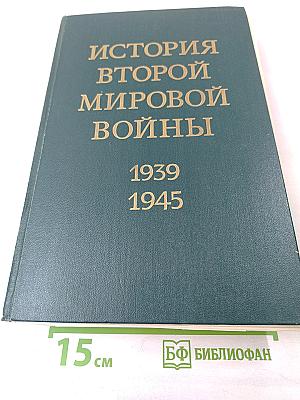 ИСТОРИЯ
ВТОРОЙ
МИРОВОЙ
ВОЙНЫ
1939
1945
15 см
БФ БИБЛИОФАН